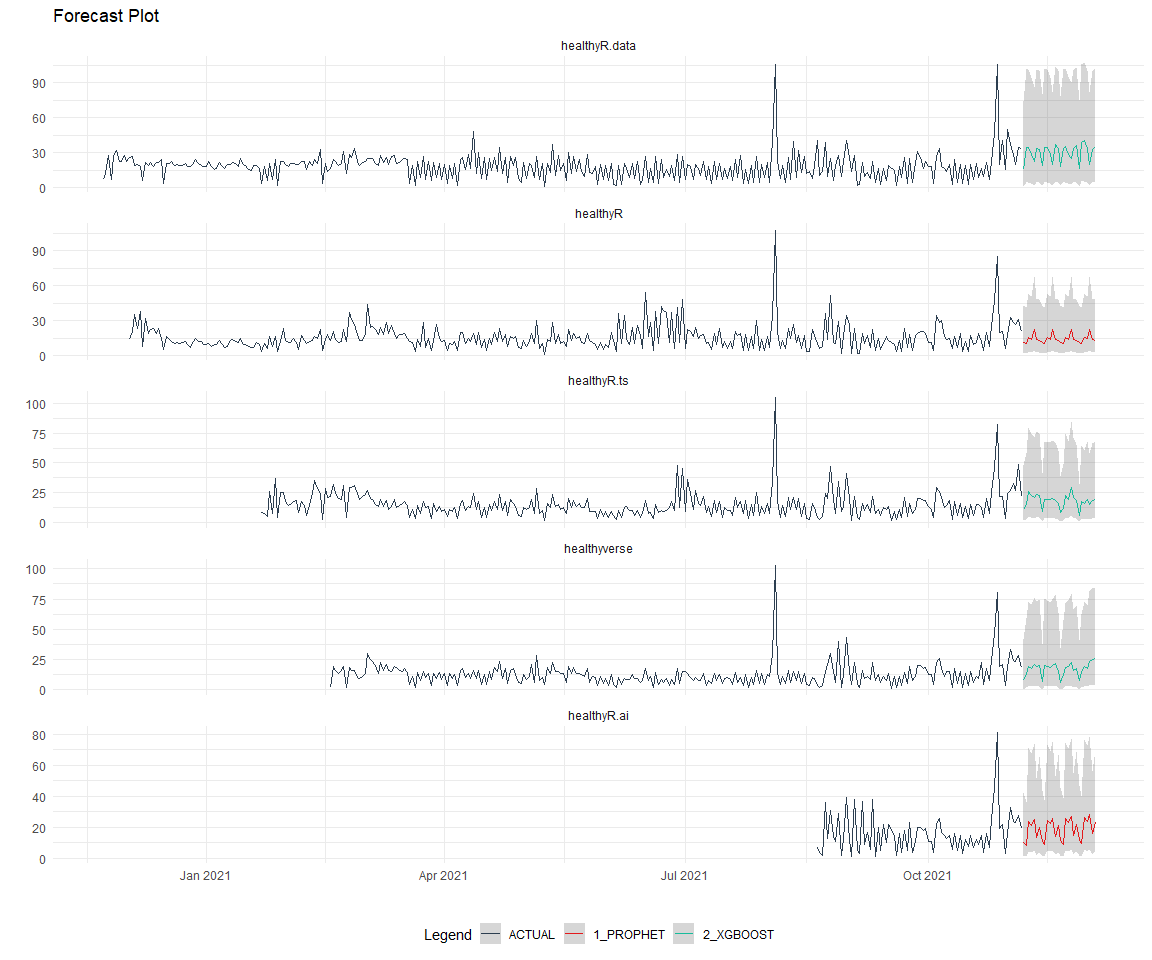 Forecast Plot
healthyR.data
90
60
30
0
healthyR
90
60
30
0
healthyR.ts
100
75
50
25
0
healthyverse
100
75
50
25
0
healthyR.ai
80
60
40
20
0
Jan 2021 Apr 2021 Jul 2021 Oct 2021
Legend ACTUAL 1_PROPHET 2_XGBOOST